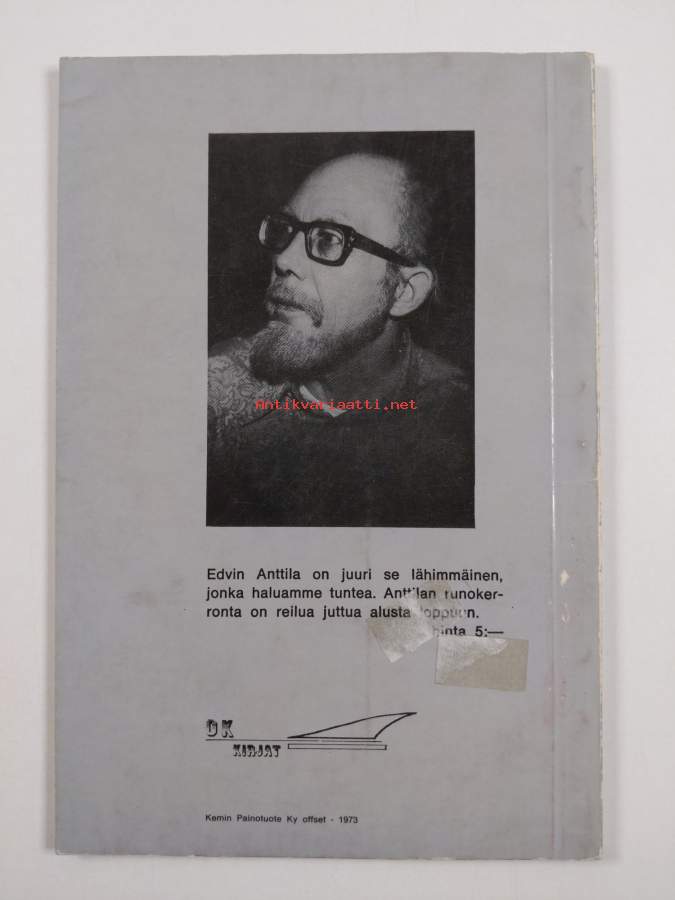 Antikvariaatti.net
Edvin Anttila on juuri se lähimmäinen,
jonka haluamme tuntea. Anttilan runoker-
ronta on reilua juttua alusta loppuun.
hinta 5:—
OK
KIRJAT
Kemin Painotuote Ky offset - 1973